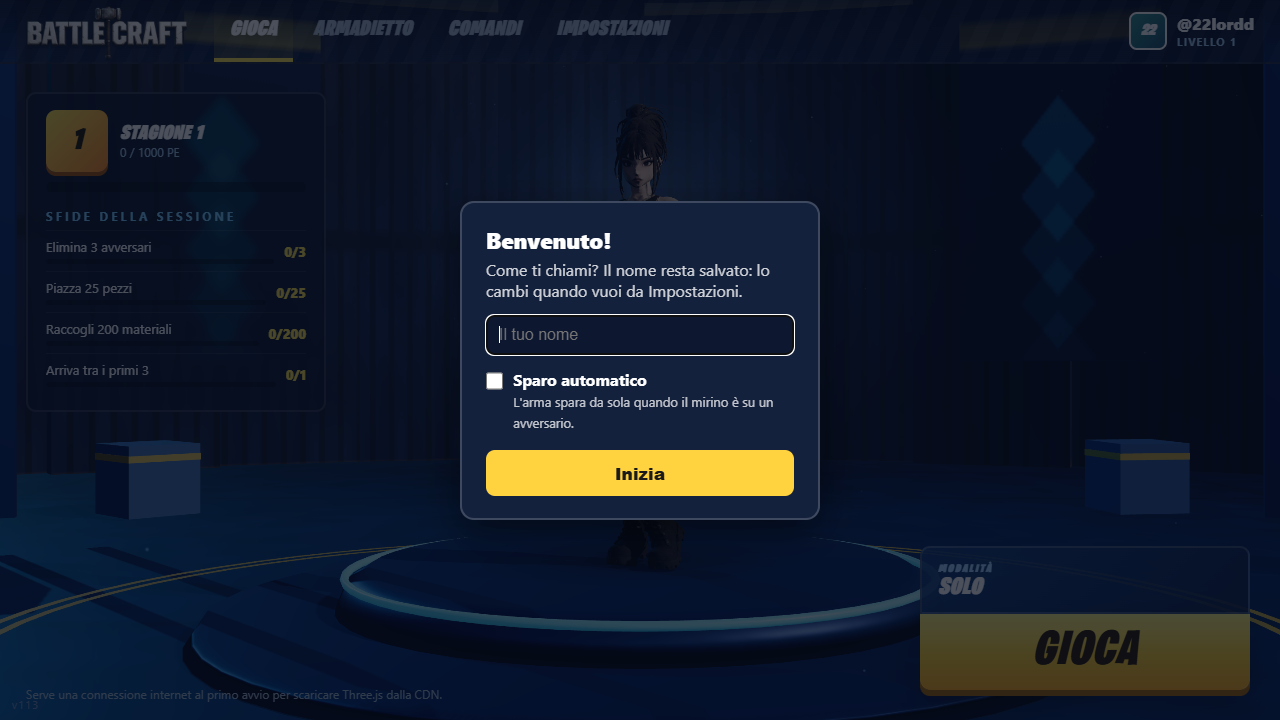 BATTLE CRAFT
GIOCA
ARMADIETTO
COMANDI
IMPOSTAZIONI
22
@22lordd
LIVELLO 1
1
STAGIONE 1
0 / 1000 PE
SFIDE DELLA SESSIONE
Elimina 3 avversari
0/3
Piazza 25 pezzi
0/25
Raccogli 200 materiali
0/200
Arriva tra i primi 3
0/1
Benvenuto!
Come ti chiami? Il nome resta salvato: lo
cambi quando vuoi da Impostazioni.
Il tuo nome
Sparo automatico
L'arma spara da sola quando il mirino è su un
avversario.
Inizia
MODALITÀ
SOLO
GIOCA
Serve una connessione internet al primo avvio per scaricare Three.js dalla CDN.
v113